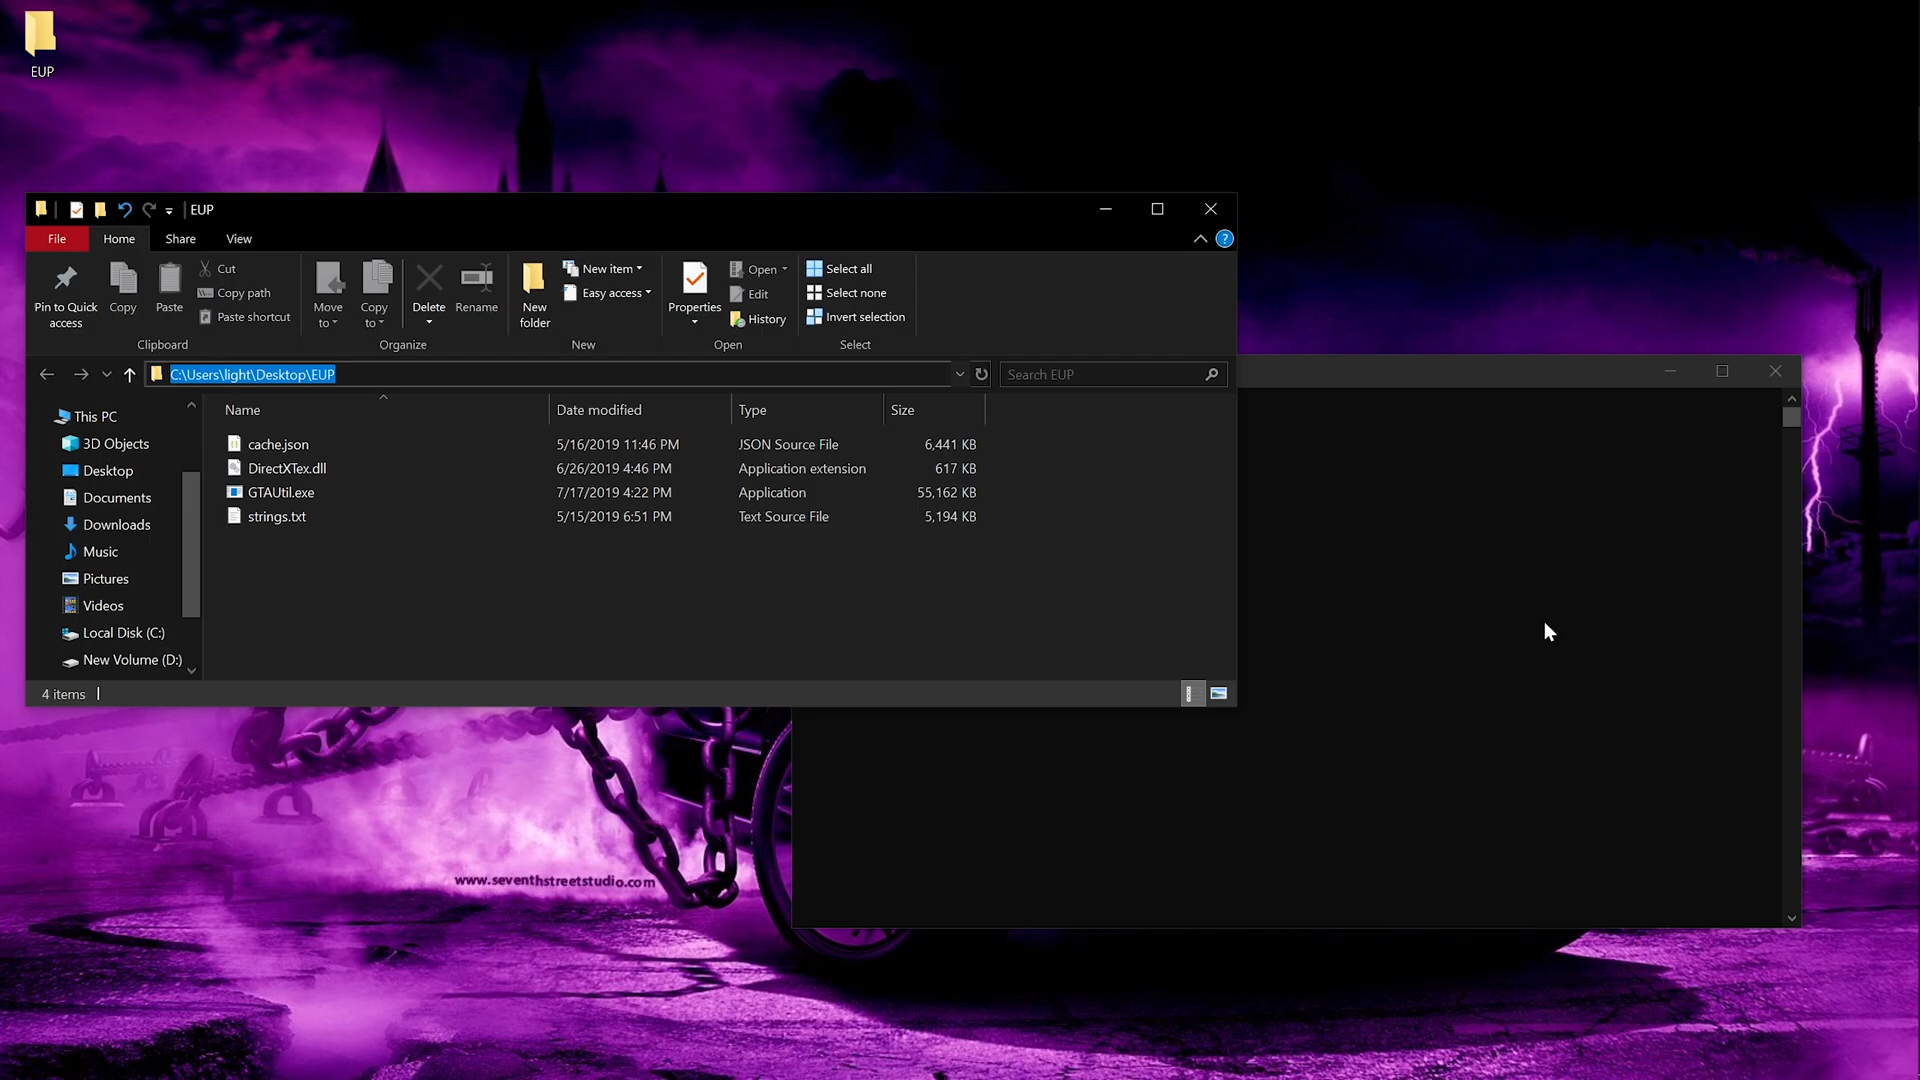 EUP
EUP
File Home Share View
Pin to Quick access
Copy
Paste
Cut
Copy path
Paste shortcut
Move to
Copy to
Delete
Rename
New folder
New item
Easy access
Properties
Open
Edit
History
Select all
Select none
Invert selection
Clipboard Organize New Open Select
C:\Users\light\Desktop\EUP
Search EUP
This PC
3D Objects
Desktop
Documents
Downloads
Music
Pictures
Videos
Local Disk (C:)
New Volume (D:)
Name Date modified Type Size
cache.json 5/16/2019 11:46 PM JSON Source File 6,441 KB
DirectXTex.dll 6/26/2019 4:46 PM Application extension 617 KB
GTAUtil.exe 7/17/2019 4:22 PM Application 55,162 KB
strings.txt 5/15/2019 6:51 PM Text Source File 5,194 KB
4 items
www.seventhstreetstudio.com